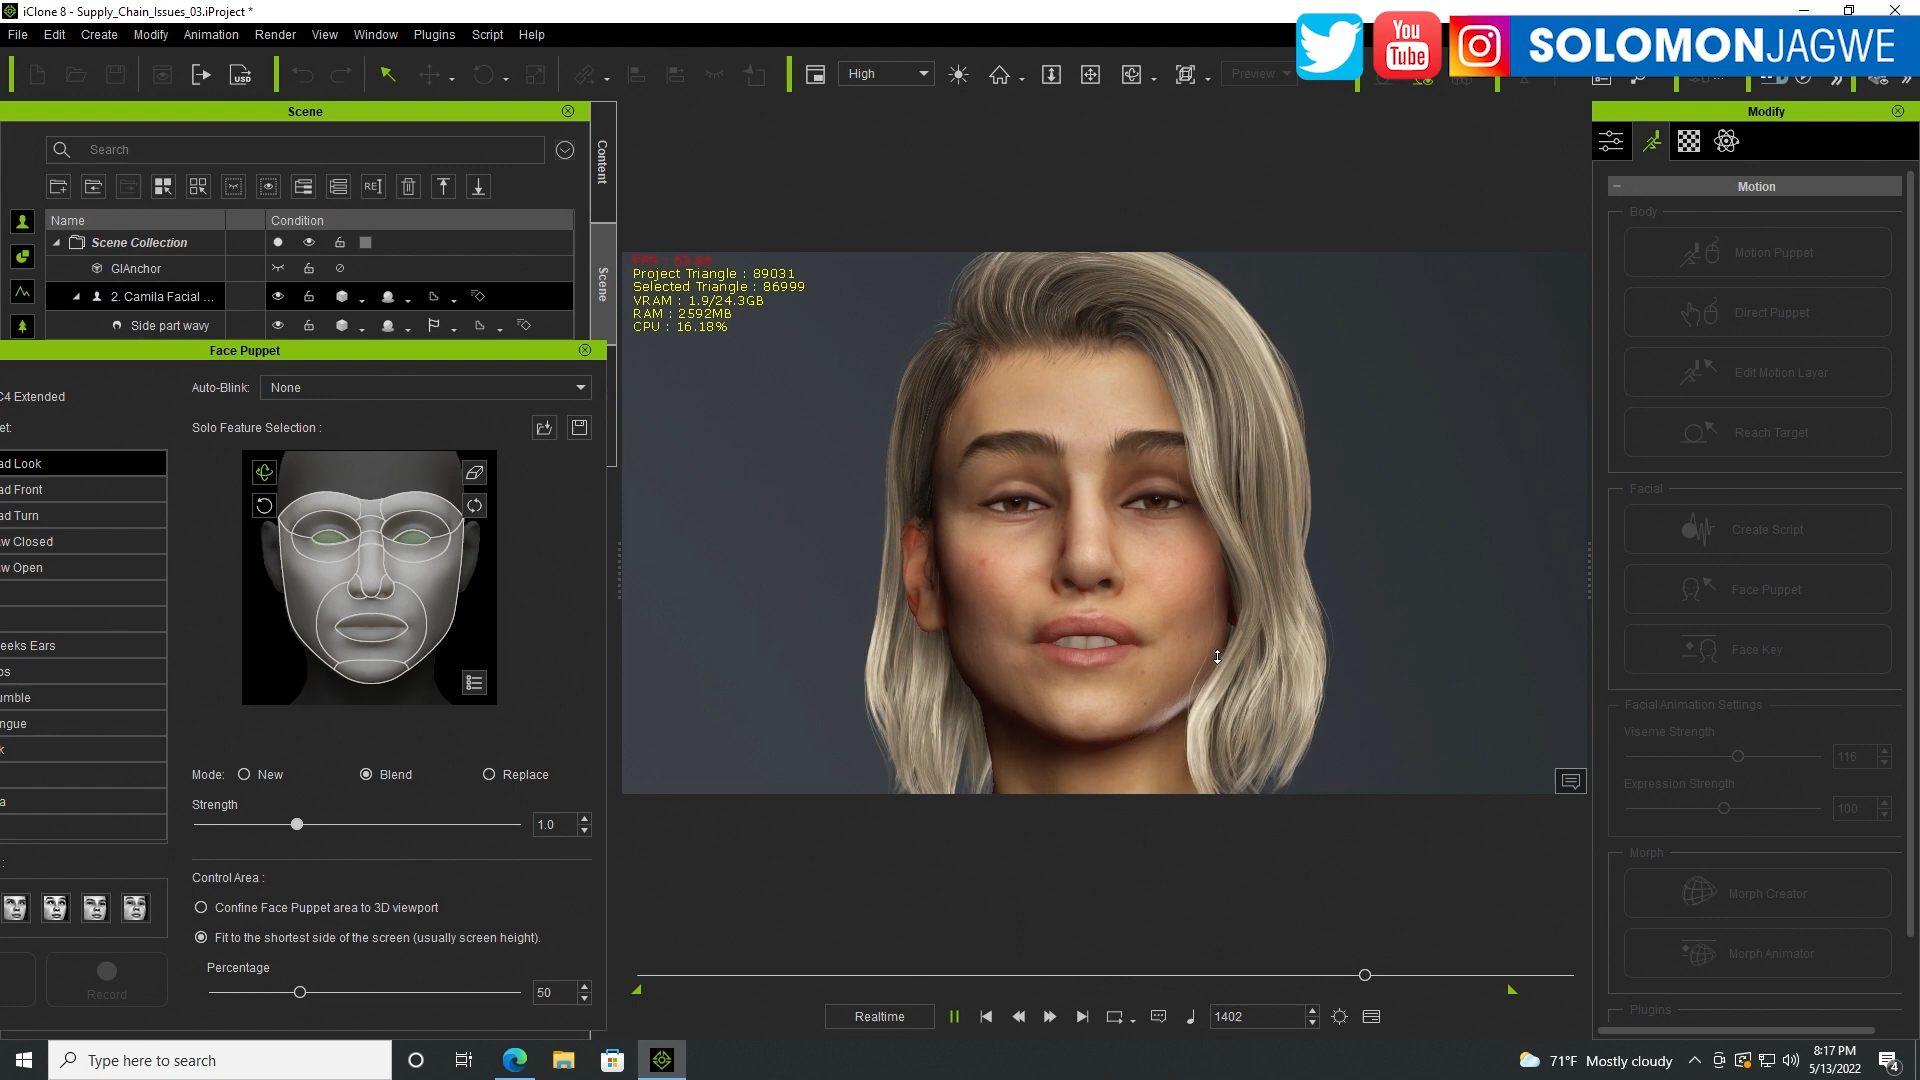 iClone 8 - Supply_Chain_Issues_03.iProject *
File Edit Create Modify Animation Render View Window Plugins Script Help
You
Tube
SOLOMONJAGWE
USD
High
Preview
Scene
Modify
Search
Content
REI
Motion
Name
Condition
Body
Scene Collection
GIAnchor
Scene
2. Camila Facial ...
Side part wavy
Motion Puppet
Direct Puppet
Edit Motion Layer
Reach Target
Project Triangle : 89031
Selected Triangle : 86999
VRAM : 1.9/24.3GB
RAM : 2592MB
CPU : 16.18%
Face Puppet
C4 Extended
Auto-Blink:
None
et:
Solo Feature Selection :
ad Look
ad Front
ad Turn
w Closed
w Open
eeks Ears
ps
umble
ngue
k
a
:
Facial
Create Script
Face Puppet
Face Key
Facial Animation Settings
Viseme Strength
116
Expression Strength
100
Mode:
New
Blend
Replace
Strength
1.0
Control Area :
Confine Face Puppet area to 3D viewport
Fit to the shortest side of the screen (usually screen height).
Percentage
50
Record
Morph
Morph Creator
Morph Animator
Plugins
Realtime
1402
Type here to search
71°F Mostly cloudy
8:17 PM
5/13/2022
4